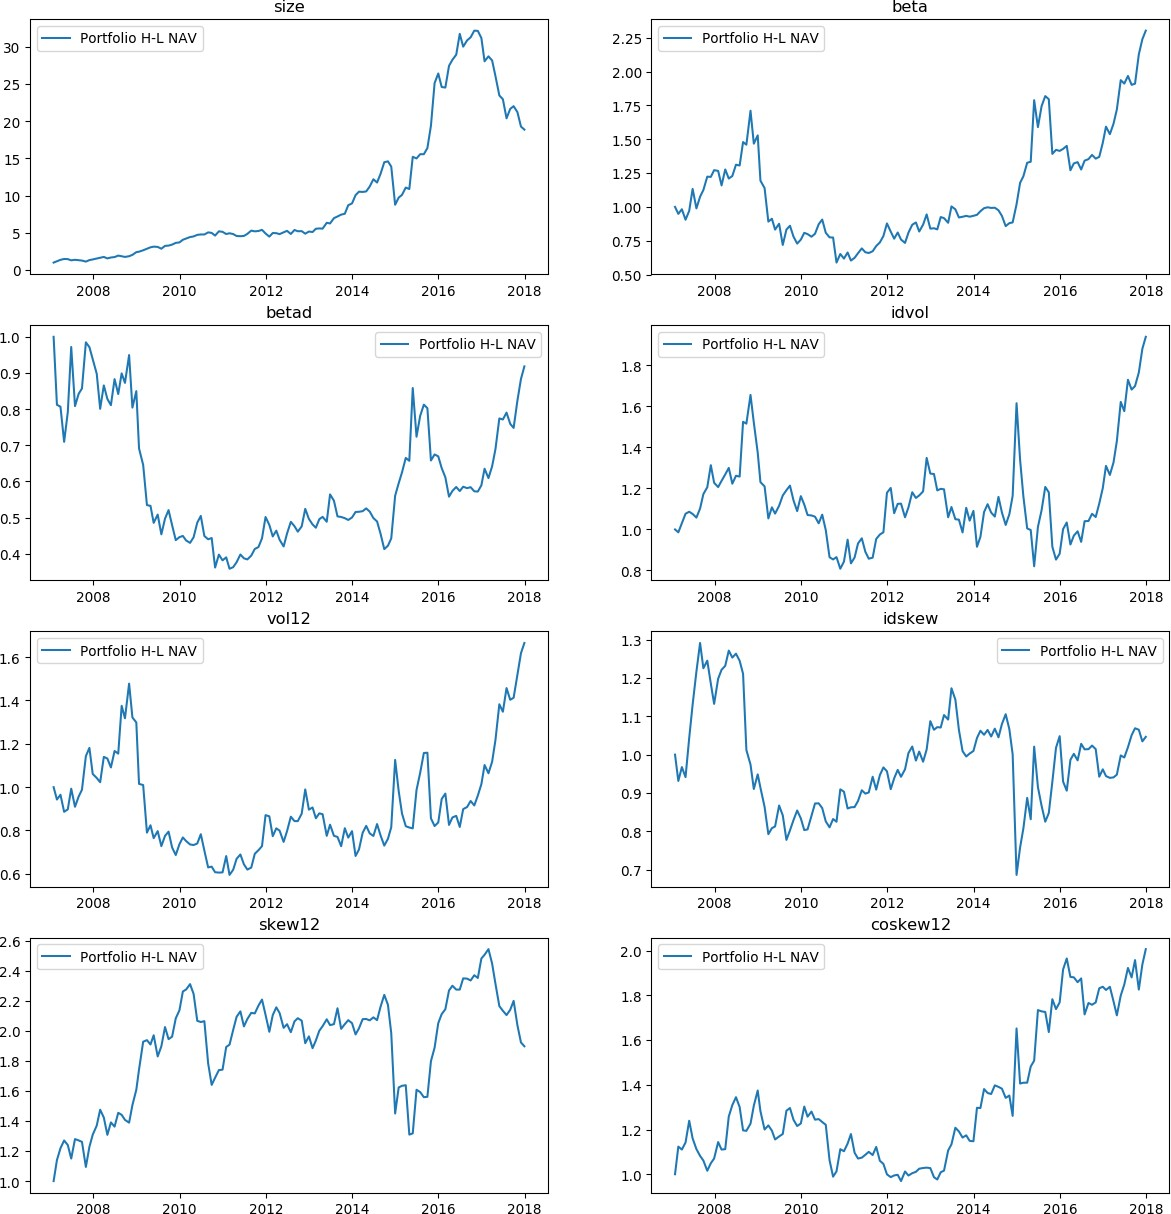 size
Portfolio H-L NAV
30
25
20
15
10
5
0
2008 2010 2012 2014 2016 2018
beta
Portfolio H-L NAV
2.25
2.00
1.75
1.50
1.25
1.00
0.75
0.50
2008 2010 2012 2014 2016 2018
betad
Portfolio H-L NAV
1.0
0.9
0.8
0.7
0.6
0.5
0.4
2008 2010 2012 2014 2016 2018
idvol
Portfolio H-L NAV
1.8
1.6
1.4
1.2
1.0
0.8
2008 2010 2012 2014 2016 2018
vol12
Portfolio H-L NAV
1.6
1.4
1.2
1.0
0.8
0.6
2008 2010 2012 2014 2016 2018
idskew
Portfolio H-L NAV
1.3
1.2
1.1
1.0
0.9
0.8
0.7
2008 2010 2012 2014 2016 2018
skew12
Portfolio H-L NAV
2.6
2.4
2.2
2.0
1.8
1.6
1.4
1.2
1.0
2008 2010 2012 2014 2016 2018
coskew12
Portfolio H-L NAV
2.0
1.8
1.6
1.4
1.2
1.0
2008 2010 2012 2014 2016 2018